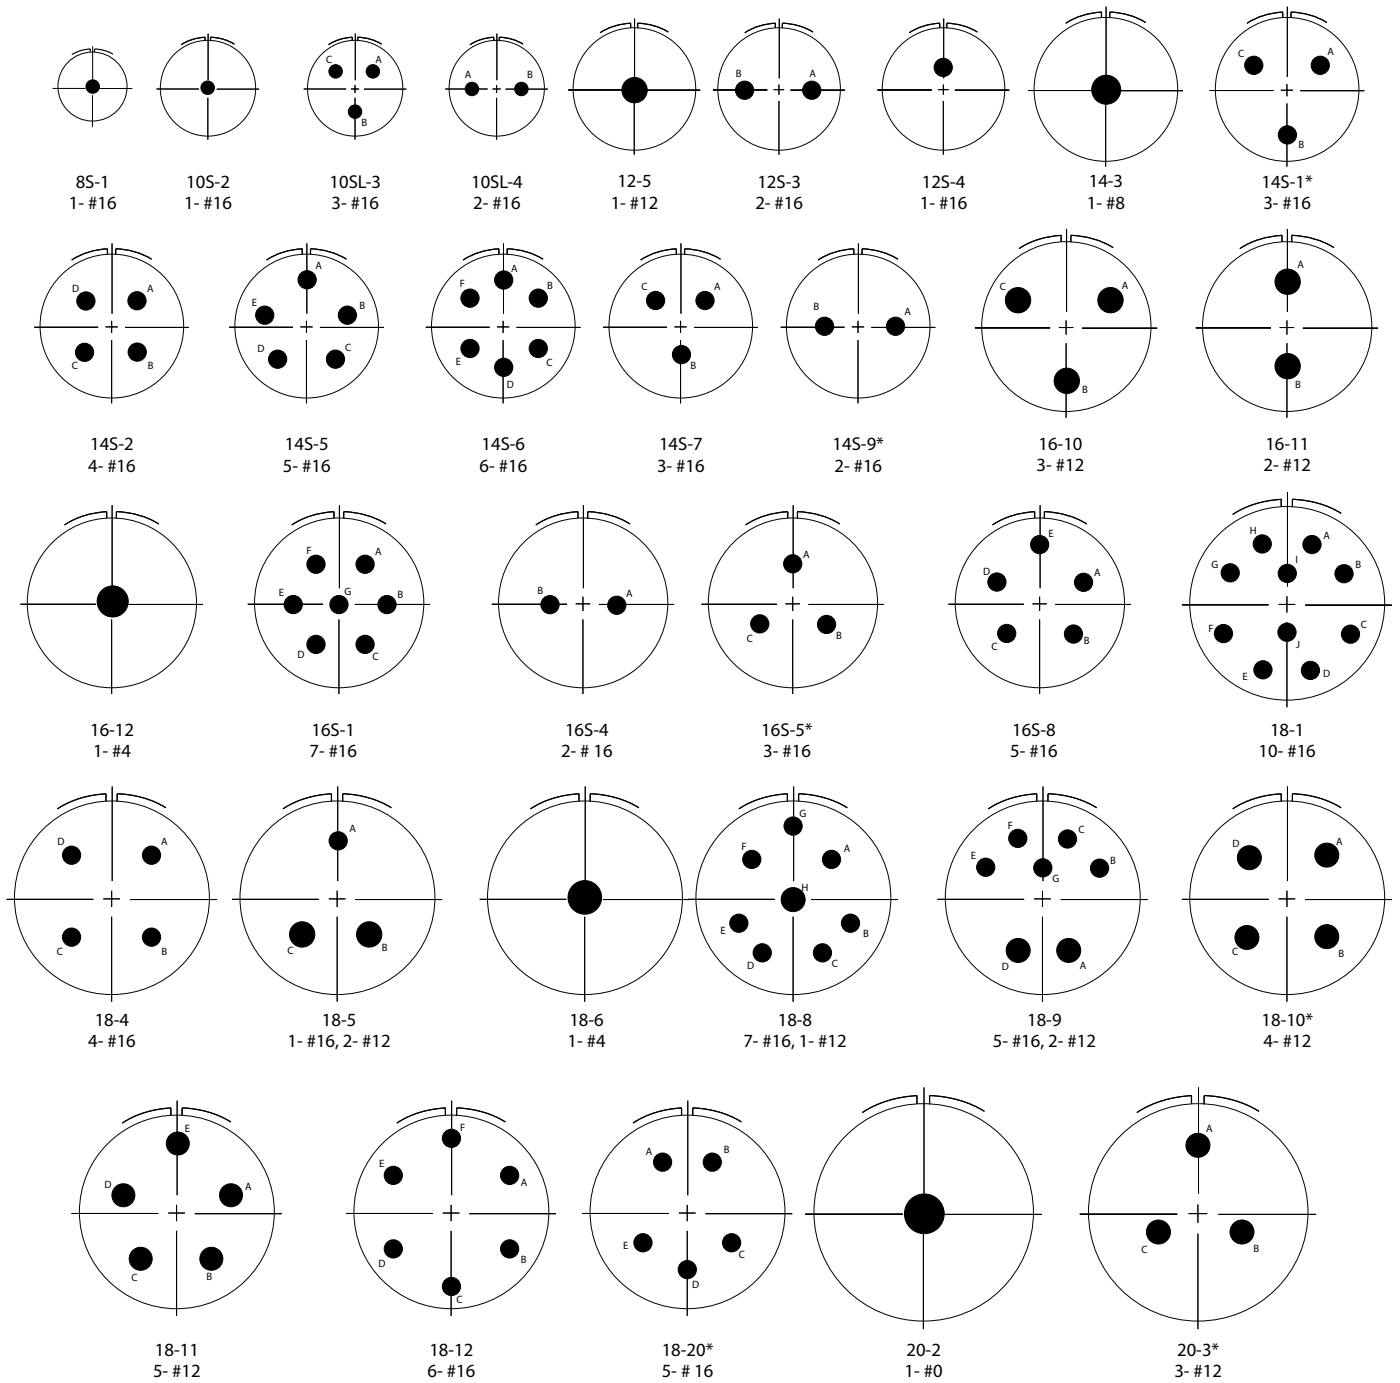 C A
B
A B
B A
C A
B
8S-1 10S-2 10SL-3 10SL-4 12-5 12S-3 12S-4 14-3 14S-1*
1- #16 1- #16 3- #16 2- #16 1- #12 2- #16 1- #16 1- #8 3- #16
D A
C B
A
E B
D C
A
F B
E C
D
C A
B
B A
C A
B
A
B
14S-2 14S-5 14S-6 14S-7 14S-9* 16-10 16-11
4- #16 5- #16 6- #16 3- #16 2- #16 3- #12 2- #12
F A
E G B
D C
B A
A
C B
E
D A
C B
H A
G I B
F J C
E D
16-12 16S-1 16S-4 16S-5* 16S-8 18-1
1- #4 7- #16 2- # 16 3- #16 5- #16 10- #16
D A
C B
A
C B
G
F A
H
E B
D C
F C
E G B
D A
D A
C B
18-4 18-5 18-6 18-8 18-9 18-10*
4- #16 1- #16, 2- #12 1- #4 7- #16, 1- #12 5- #16, 2- #12 4- #12
E
D A
C B
F
E A
D B
C
A B
E C
D
A
C B
18-11 18-12 18-20* 20-2 20-3*
5- #12 6- #16 5- # 16 1- #0 3- #12